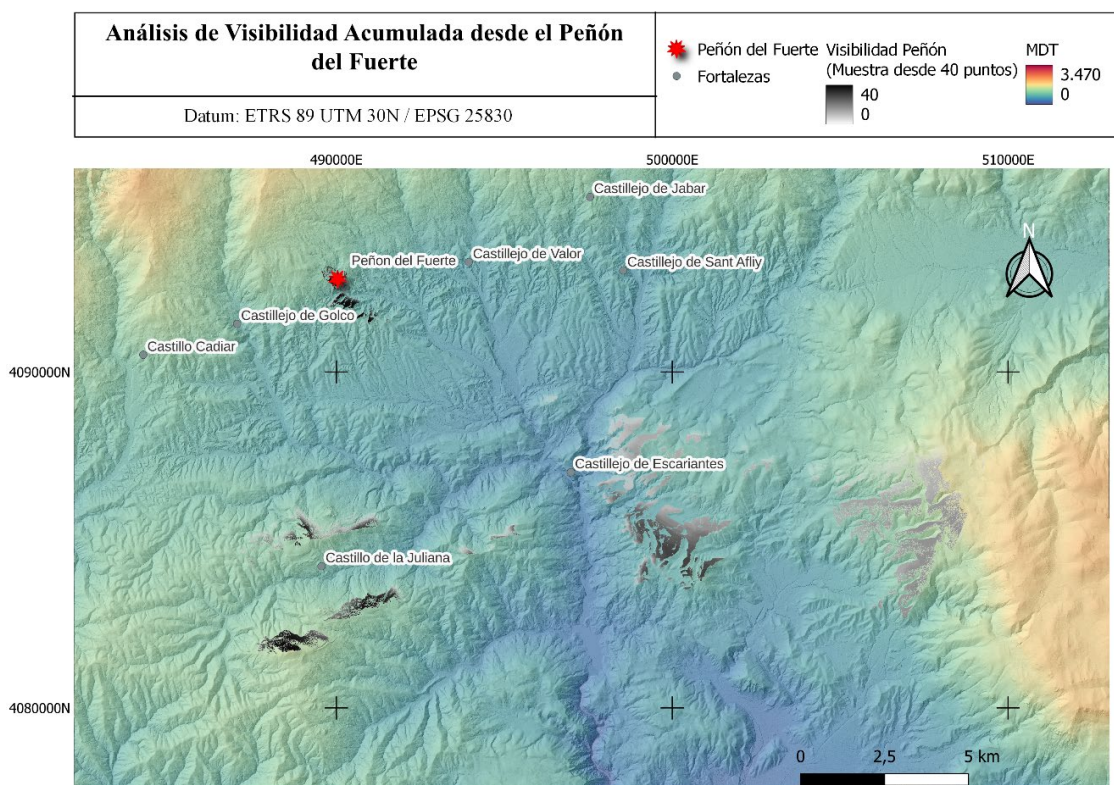 Análisis de Visibilidad Acumulada desde el Peñón
del Fuerte
Datum: ETRS 89 UTM 30N / EPSG 25830
Peñón del Fuerte
Fortalezas
Visibilidad Peñón
(Muestra desde 40 puntos)
40
0
MDT
3.470
0
490000E
500000E
510000E
Castillejo de Jabar
N
Peñon del Fuerte
Castillejo de Valor
Castillejo de Sant Afliy
Castillejo de Golco
Castillo Cadiar
4090000N
Castillejo de Escariantes
Castillo de la Juliana
4080000N
0
2,5
5 km